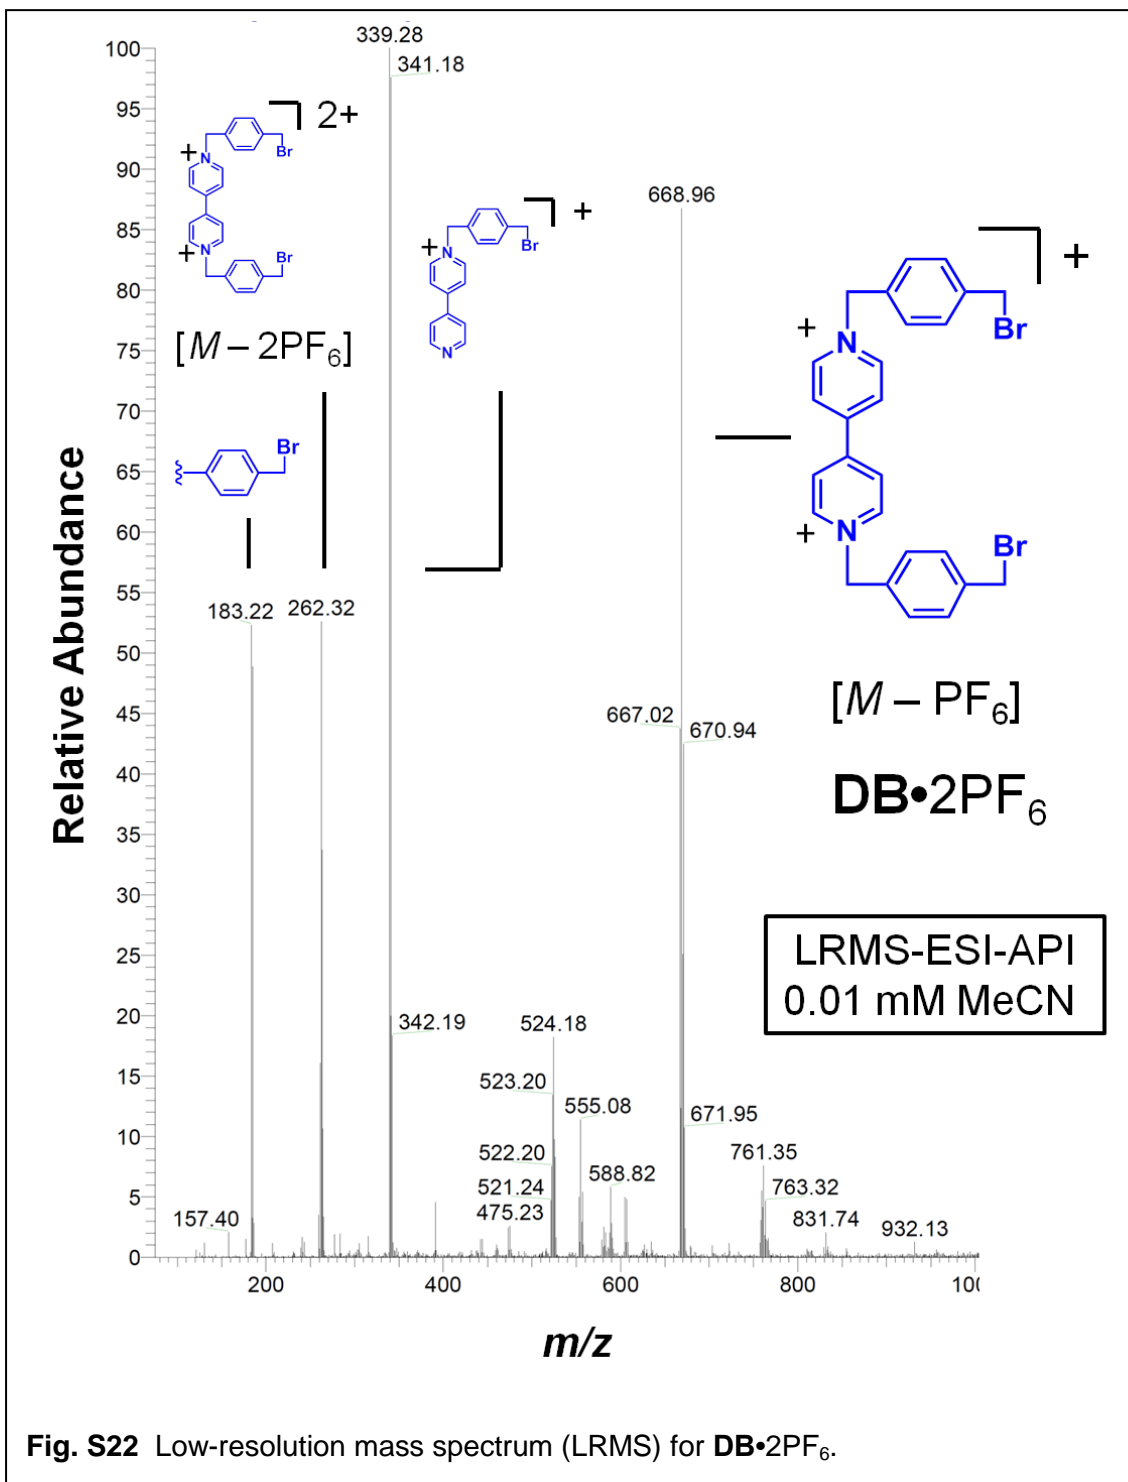 339.28
341.18
100
95
90
85
80
75
70
65
60
55
50
45
40
35
30
25
20
15
10
5
0
Relative Abundance
2+
Br
+
N
+
N
Br
[M – 2PF6]
Br
+
Br
+
N
N
668.96
+
Br
+
N
+
N
Br
[M – PF6]
DB•2PF6
LRMS-ESI-API
0.01 mM MeCN
183.22
262.32
667.02
670.94
342.19
524.18
523.20
555.08
522.20
521.24
475.23
588.82
671.95
761.35
763.32
831.74
932.13
157.40
200
400
600
800
100
m/z
Fig. S22 Low-resolution mass spectrum (LRMS) for DB•2PF6.